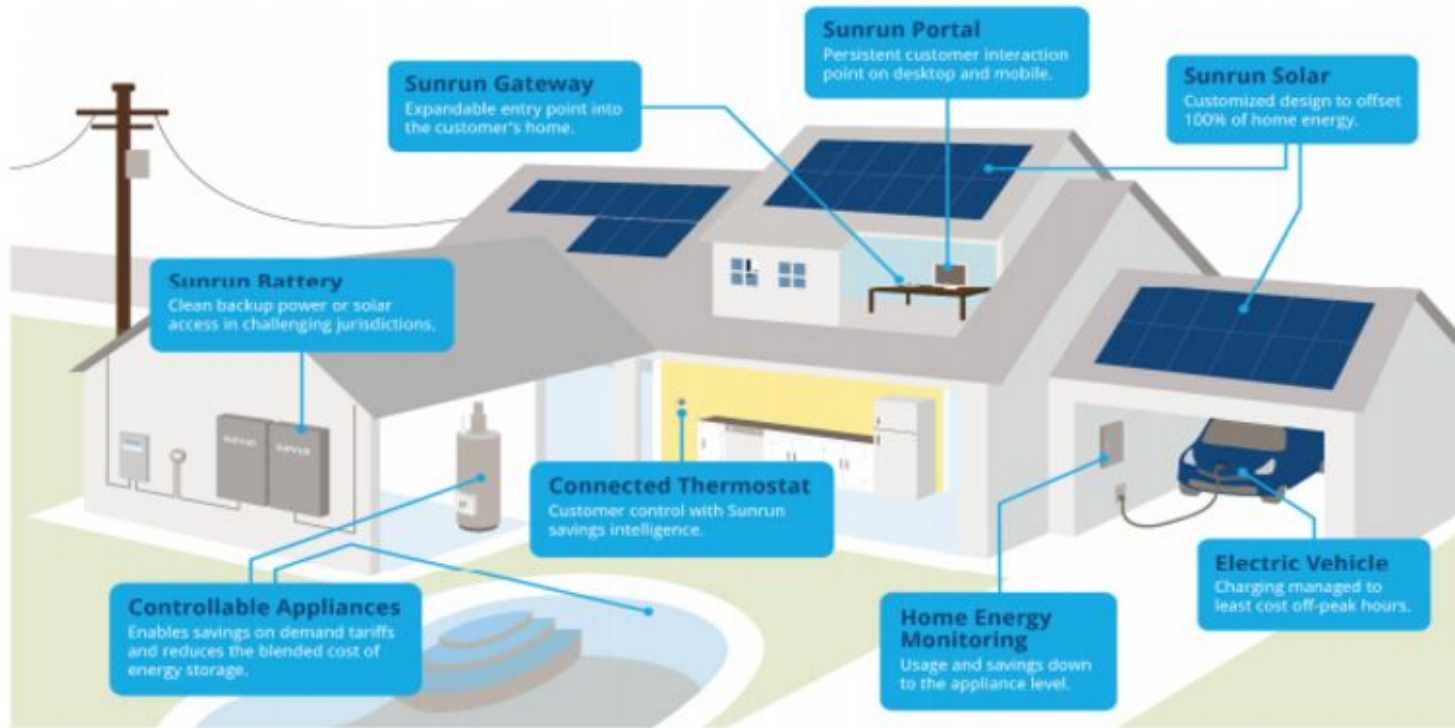 Sunrun Portal
Persistent customer interaction
point on desktop and mobile.
Sunrun Gateway
Expandable entry point into
the customer's home.
Sunrun Solar
Customized design to offset
100% of home energy.
Sunrun Battery
Clean backup power or solar
access in challenging jurisdictions.
sunrun
sunrun
Connected Thermostat
Customer control with Sunrun
savings intelligence.
Controllable Appliances
Enables savings on demand tariffs
and reduces the blended cost of
energy storage.
Home Energy
Monitoring
Usage and savings down
to the appliance level.
Electric Vehicle
Charging managed to
least cost off-peak hours.